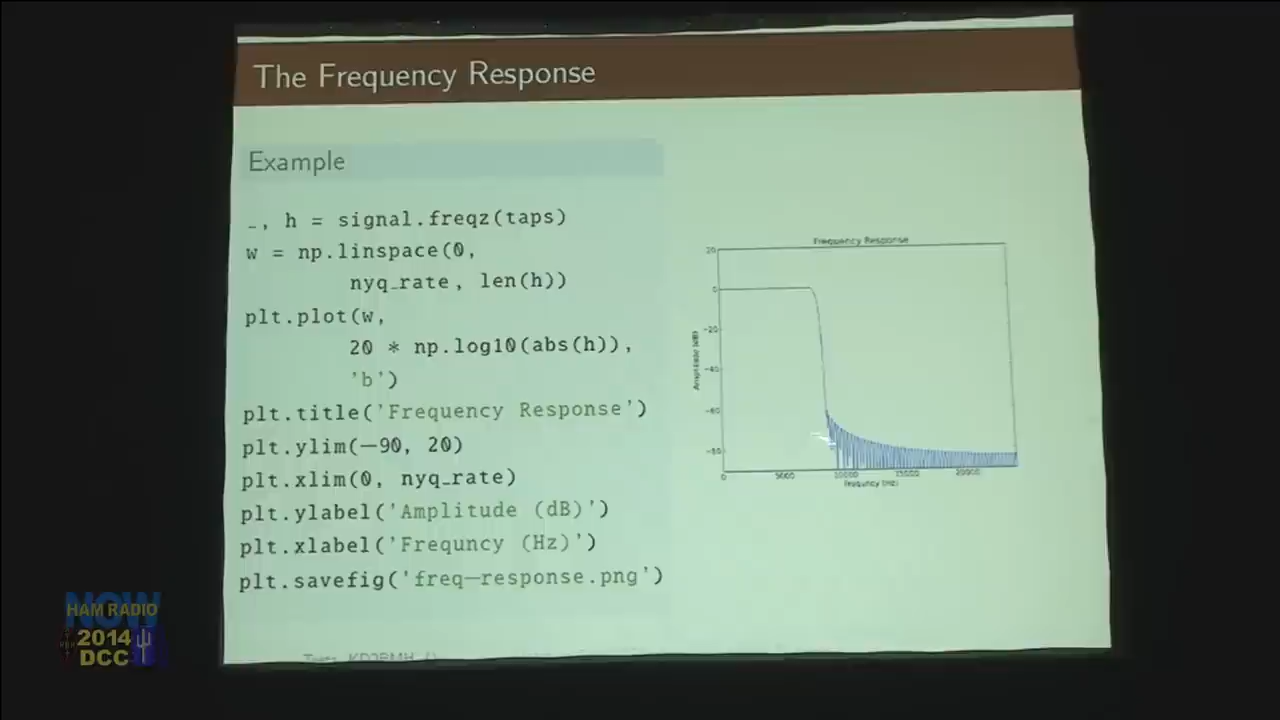 The Frequency Response
Example
_, h = signal.freqz(taps)
w = np.linspace(0,
nyq_rate, len(h))
plt.plot(w,
20 * np.log10(abs(h)),
'b')
plt.title('Frequency Response')
plt.ylim(−90, 20)
plt.xlim(0, nyq_rate)
plt.ylabel('Amplitude (dB)')
plt.xlabel('Frequncy (Hz)')
plt.savefig('freq−response.png')
Frequency Response
20
0
−20
−40
−60
−80
Amplitude (dB)
0 5000 10000 15000 20000
Frequncy (Hz)
NOW
HAM RADIO
2014
DCC